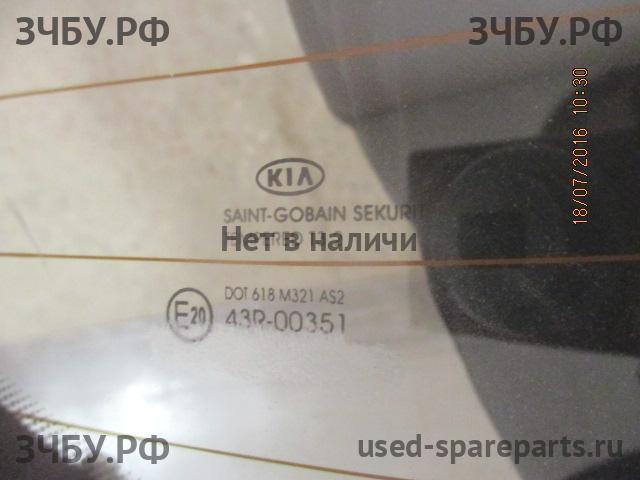 ЗЧБУ.РФ
ЗЧБУ.РФ
18/07/2016 10:30
KIA
SAINT-GOBAIN SEKURIT
Нет в наличи
DOT 618 M321 AS2
E20
43R-00351
ЗЧБУ.РФ
used-spareparts.ru